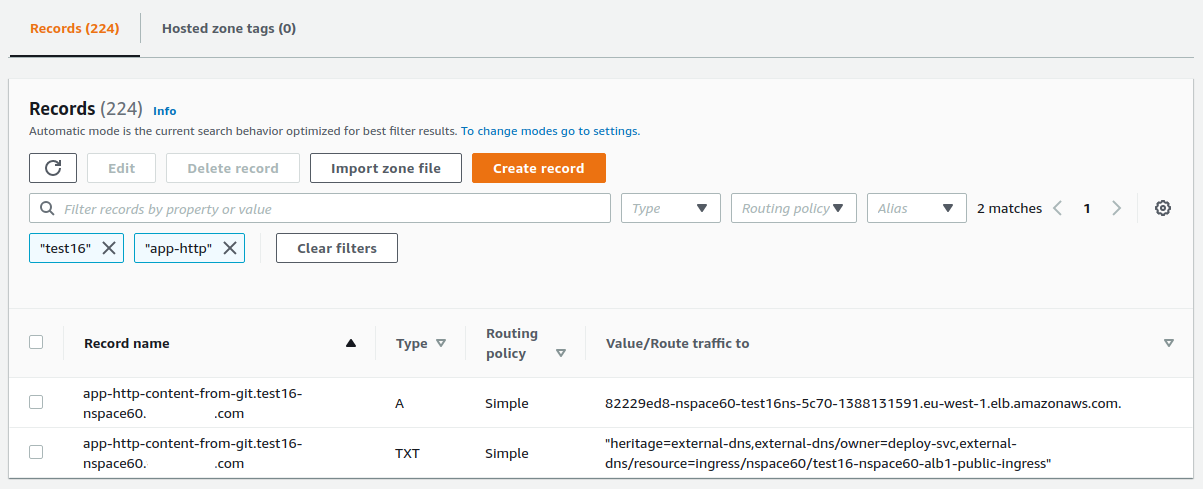 Records (224)
Hosted zone tags (0)
Records (224) Info
Automatic mode is the current search behavior optimized for best filter results. To change modes go to settings.
Edit
Delete record
Import zone file
Create record
Filter records by property or value
Type
Routing policy
Alias
2 matches
1
"test16"
"app-http"
Clear filters
Record name
Type
Routing
policy
Value/Route traffic to
app-http-content-from-git.test16-
nspace60. .com
A
Simple
82229ed8-nspace60-test16ns-5c70-1388131591.eu-west-1.elb.amazonaws.com.
app-http-content-from-git.test16-
nspace60. .com
TXT
Simple
"heritage=external-dns,external-dns/owner=deploy-svc,external-
dns/resource=ingress/nspace60/test16-nspace60-alb1-public-ingress"